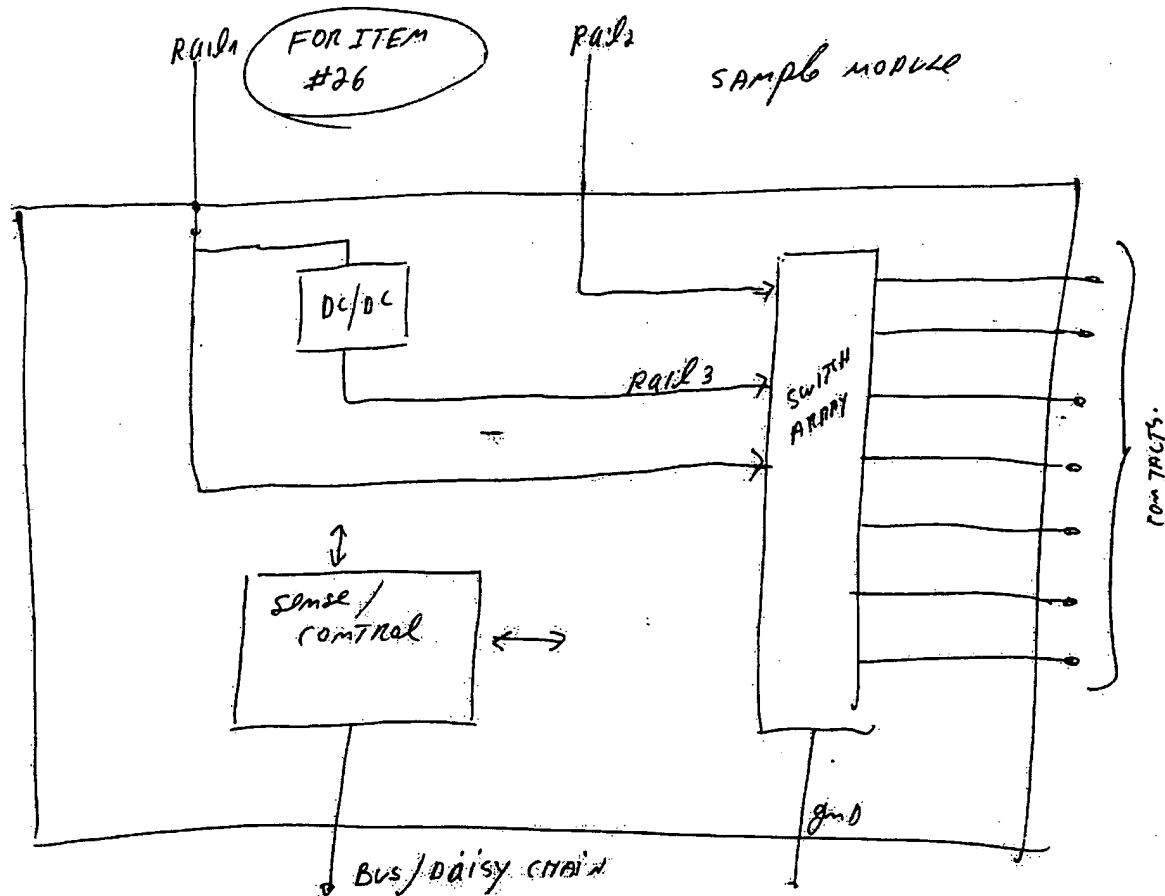 Rail1
FOR ITEM
#26
Rail2
SAMple MODULE
DC/DC
Rail 3
SWITCH
ARRAY
CONTACTS.
sense/
CONTROL
gnD
BUS/Daisy CHAIN